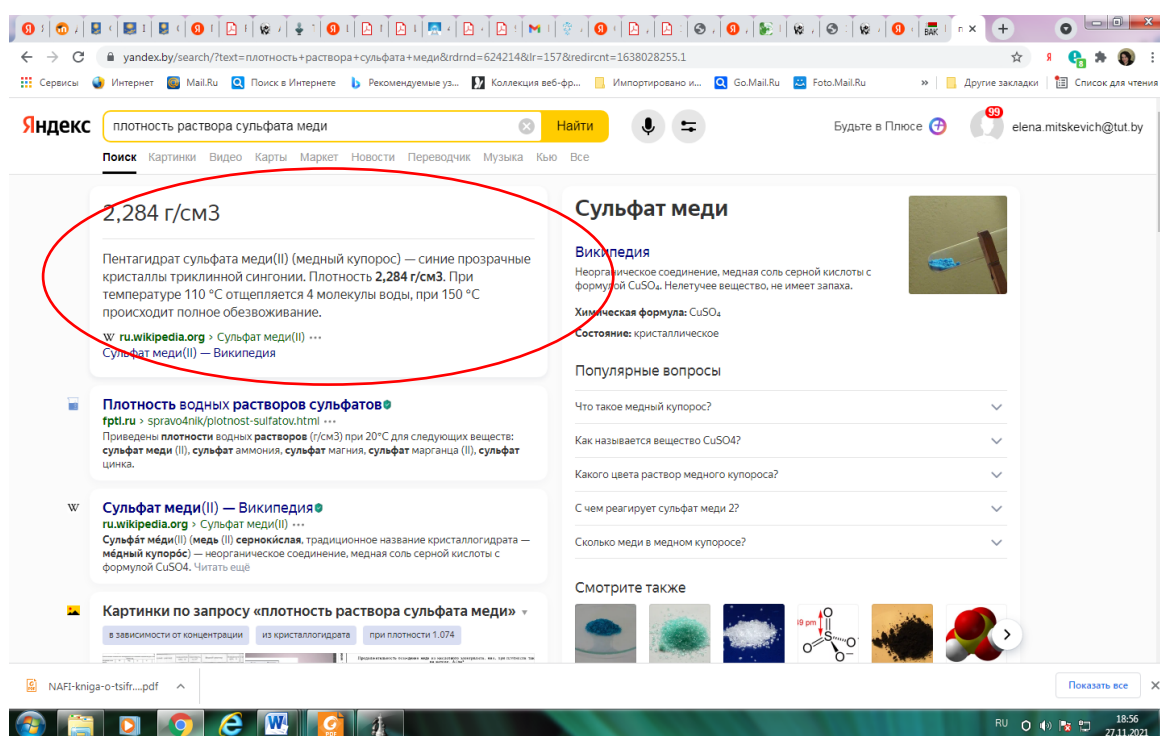 yandex.by/search/?text=плотность+раствора+сульфата+меди&rdrnd=624214&lr=157&redircnt=1638028255.1
Сервисы Интернет Mail.Ru Поиск в Интернете Рекомендуемые уз... Коллекция веб-фр... Импортировано и... Go.Mail.Ru Foto.Mail.Ru » Другие закладки Список для чтения
Яндекс плотность раствора сульфата меди Найти Будьте в Плюсе 99 elena.mitskevich@tut.by
Поиск Картинки Видео Карты Маркет Новости Переводчик Музыка Кью Все
2,284 г/см3
Пентагидрат сульфата меди(II) (медный купорос) — синие прозрачные
кристаллы триклинной сингонии. Плотность 2,284 г/см3. При
температуре 110 °С отщепляется 4 молекулы воды, при 150 °С
происходит полное обезвоживание.
W ru.wikipedia.org › Сульфат меди(II) ···
Сульфат меди(II) — Википедия
Плотность водных растворов сульфатов
fptl.ru › spravo4nik/plotnost-sulfatov.html ···
Приведены плотности водных растворов (г/см3) при 20°С для следующих веществ:
сульфат меди (II), сульфат аммония, сульфат магния, сульфат марганца (II), сульфат
цинка.
W Сульфат меди(II) — Википедия
ru.wikipedia.org › Сульфат меди(II) ···
Сульфа́т ме́ди(II) (медь (II) серноки́слая, традиционное название кристаллогидрата —
ме́дный купоро́с) — неорганическое соединение, медная соль серной кислоты с
формулой CuSO4. Читать ещё
Картинки по запросу «плотность раствора сульфата меди»
в зависимости от концентрации из кристаллогидрата при плотности 1.074
Сульфат меди
Википедия
Неорганическое соединение, медная соль серной кислоты с
формулой CuSO₄. Нелетучее вещество, не имеет запаха.
Химическая формула: CuSO₄
Состояние: кристаллическое
Популярные вопросы
Что такое медный купорос?
Как называется вещество CuSO4?
Какого цвета раствор медного купороса?
С чем реагирует сульфат меди 2?
Сколько меди в медном купоросе?
Смотрите также
NAFI-kniga-o-tsifr....pdf Показать все
RU 18:56
27.11.2021